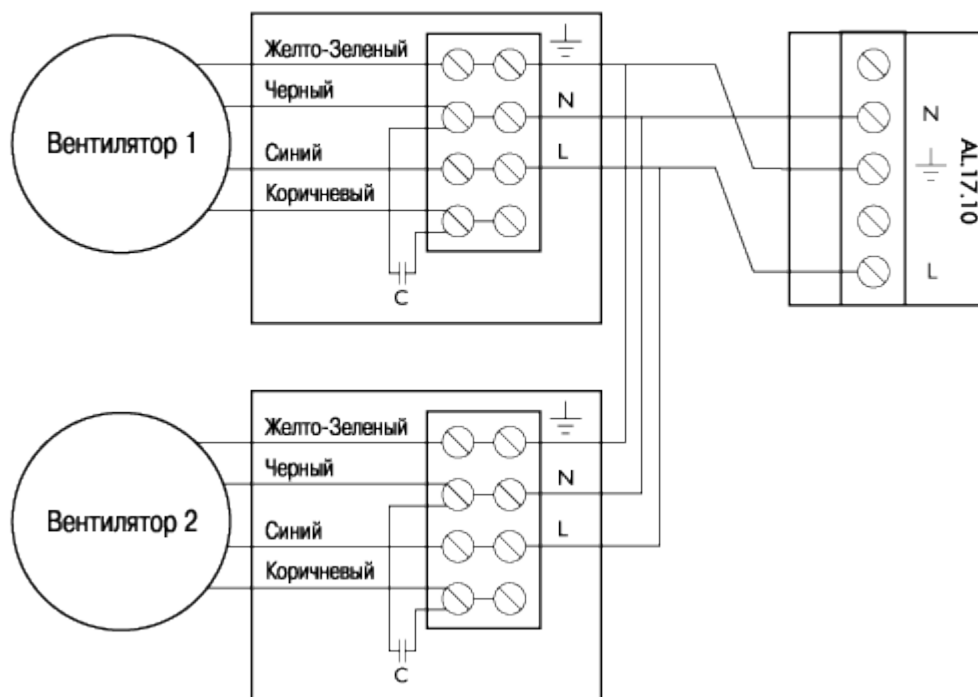 Вентилятор 1
Желто-Зеленый
Черный
Синий
Коричневый
N
L
C
N
L
AL17.10
Вентилятор 2
Желто-Зеленый
Черный
Синий
Коричневый
N
L
C